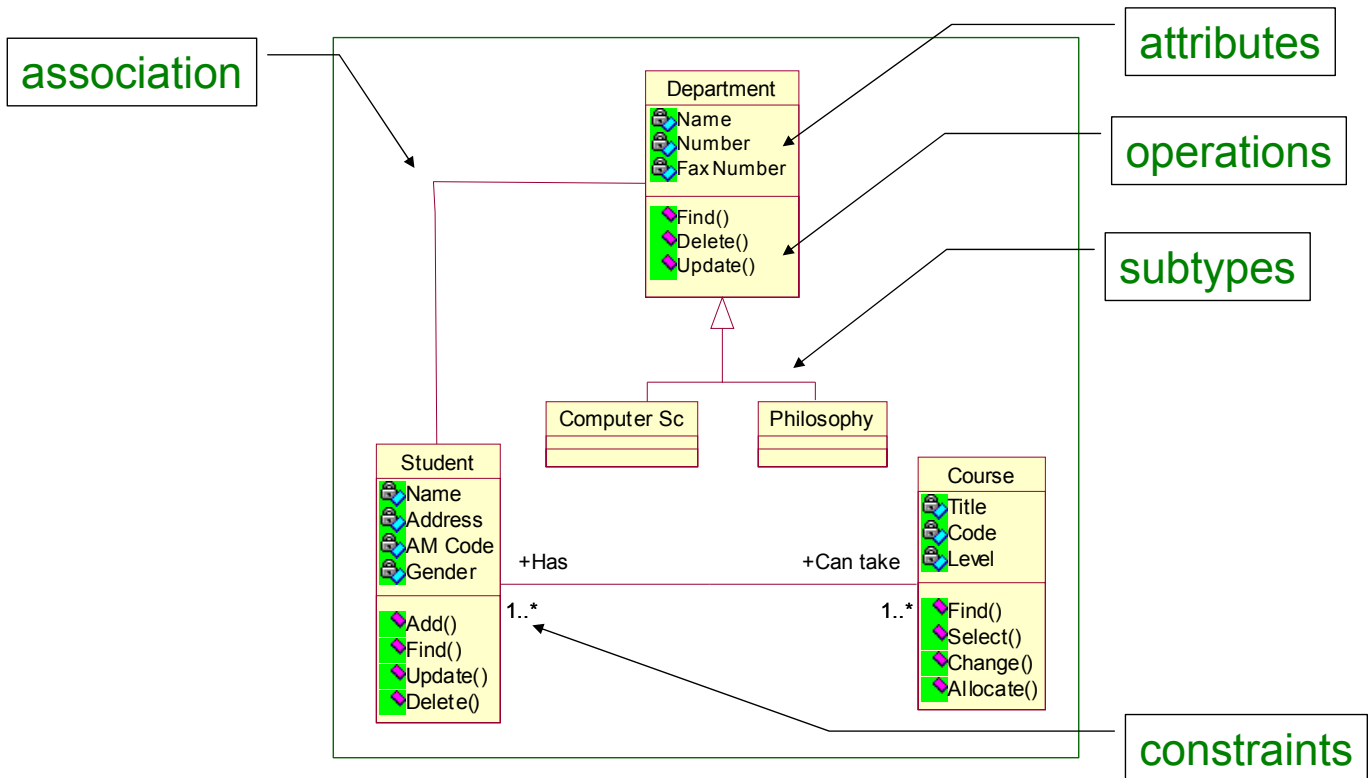 association
attributes
operations
subtypes
constraints
Department
Name
Number
Fax Number
Find()
Delete()
Update()
Computer Sc
Philosophy
Student
Name
Address
AM Code
Gender
Add()
Find()
Update()
Delete()
+Has
1..*
+Can take
1..*
Course
Title
Code
Level
Find()
Select()
Change()
Allocate()